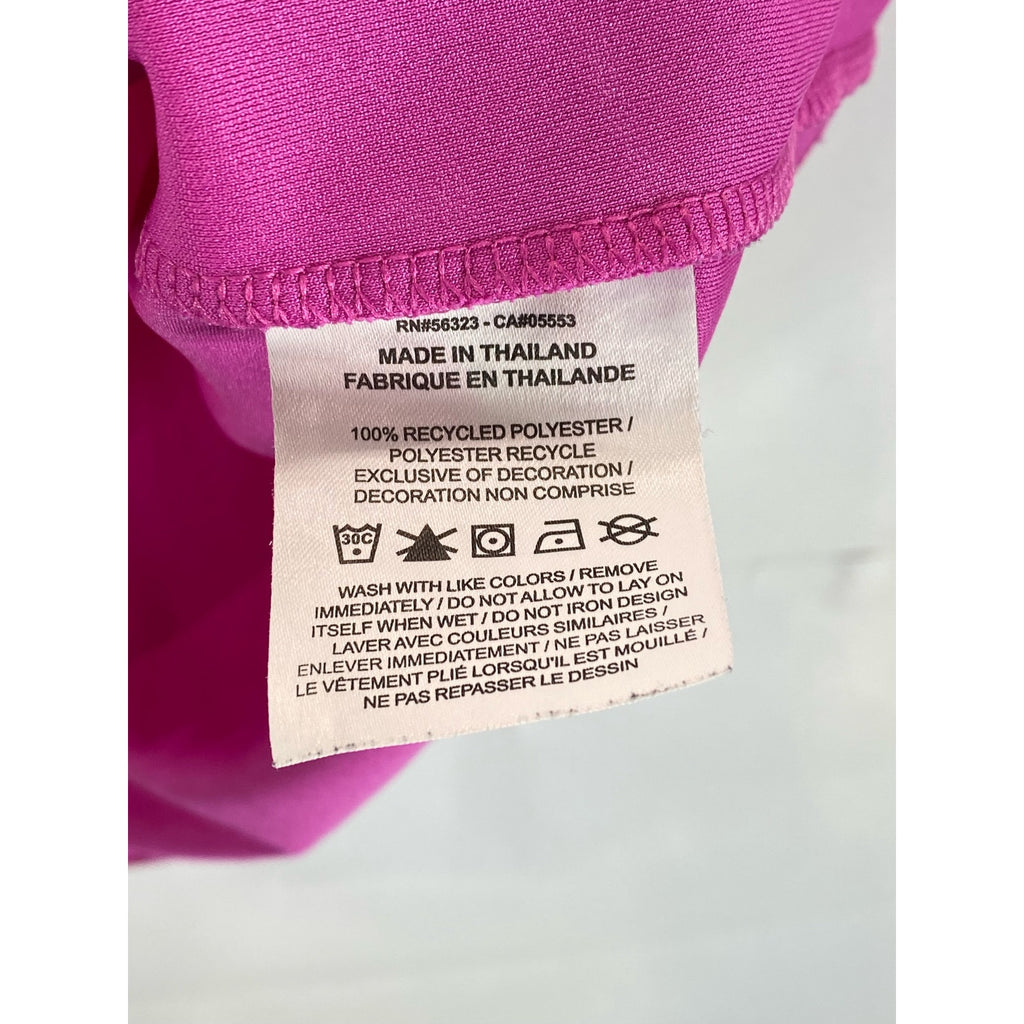 RN#56323 - CA#05553
MADE IN THAILAND
FABRIQUE EN THAILANDE
100% RECYCLED POLYESTER /
POLYESTER RECYCLE
EXCLUSIVE OF DECORATION /
DECORATION NON COMPRISE
30C
WASH WITH LIKE COLORS / REMOVE
IMMEDIATELY / DO NOT ALLOW TO LAY ON
ITSELF WHEN WET / DO NOT IRON DESIGN
LAVER AVEC COULEURS SIMILAIRES /
ENLEVER IMMEDIATEMENT / NE PAS LAISSER
LE VÊTEMENT PLIÉ LORSQU'IL EST MOUILLÉ /
NE PAS REPASSER LE DESSIN